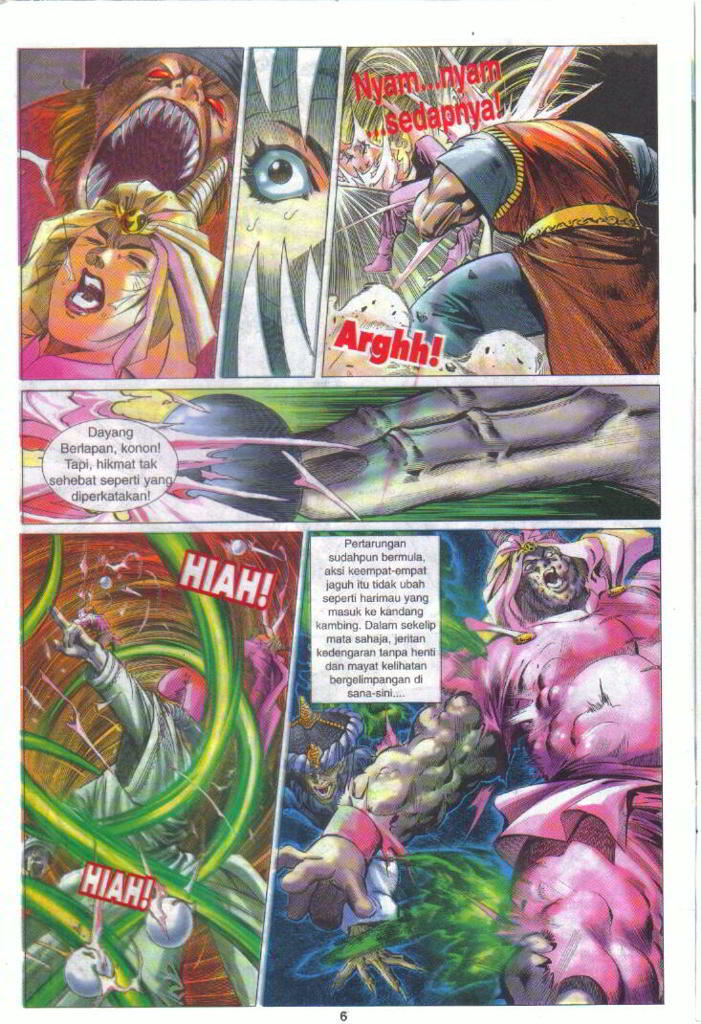 Nyam...nyam
...sedapnya!
Arghh!
Dayang
Berlapan, konon!
Tapi, hikmat tak
sehebat seperti yang
diperkatakan!
HIAH!
HIAH!
Pertarungan
sudahpun bermula,
aksi keempat-empat
jaguh itu tidak ubah
seperti harimau yang
masuk ke kandang
kambing. Dalam sekelip
mata sahaja, jeritan
kedengaran tanpa henti
dan mayat kelihatan
bergelimpangan di
sana-sini....
6